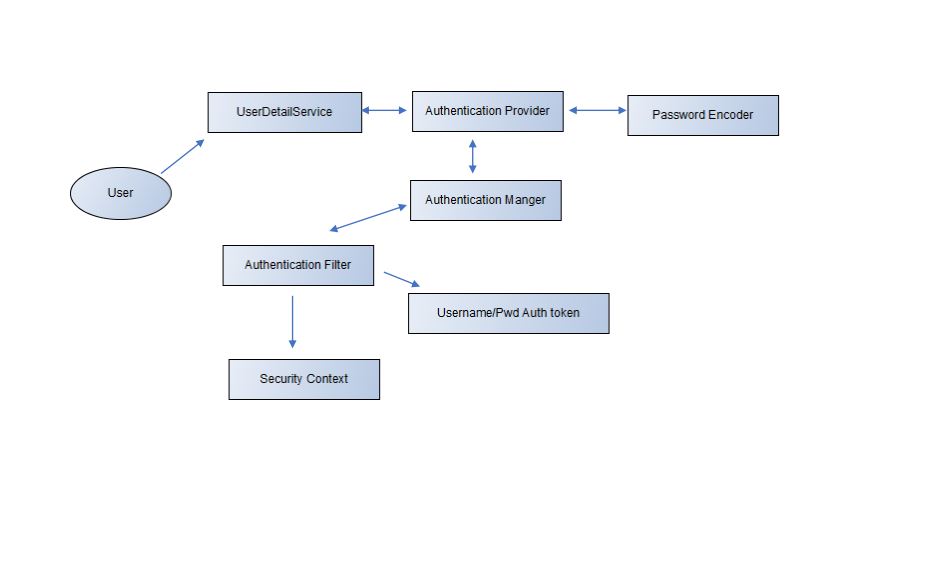 UserDetailService
Authentication Provider
Password Encoder
User
Authentication Manger
Authentication Filter
Username/Pwd Auth token
Security Context